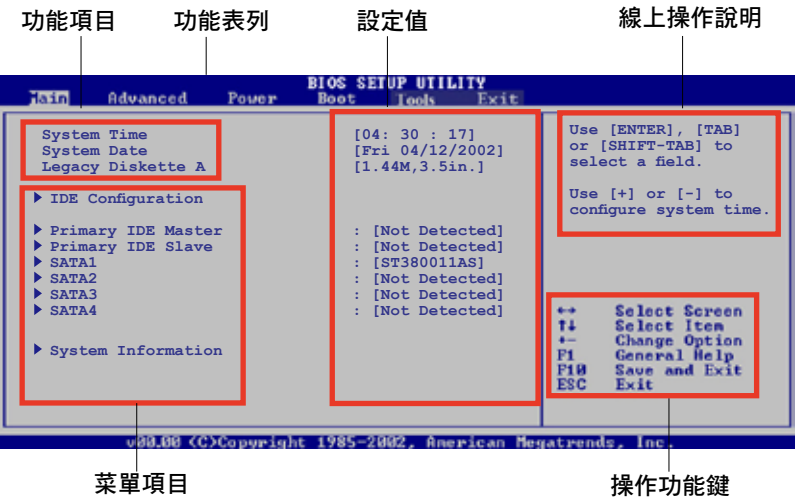 功能項目 功能表列 設定值 線上操作說明
BIOS SETUP UTILITY
Main Advanced Power Boot Tools Exit
System Time [04: 30 : 17]
System Date [Fri 04/12/2002]
Legacy Diskette A [1.44M,3.5in.]
IDE Configuration
Primary IDE Master : [Not Detected]
Primary IDE Slave : [Not Detected]
SATA1 : [ST380011AS]
SATA2 : [Not Detected]
SATA3 : [Not Detected]
SATA4 : [Not Detected]
System Information
Use [ENTER], [TAB]
or [SHIFT-TAB] to
select a field.
Use [+] or [-] to
configure system time.
↔ Select Screen
↑↓ Select Item
+- Change Option
F1 General Help
F10 Save and Exit
ESC Exit
v00.00 (C)Copyright 1985-2002, American Megatrends, Inc.
菜單項目 操作功能鍵